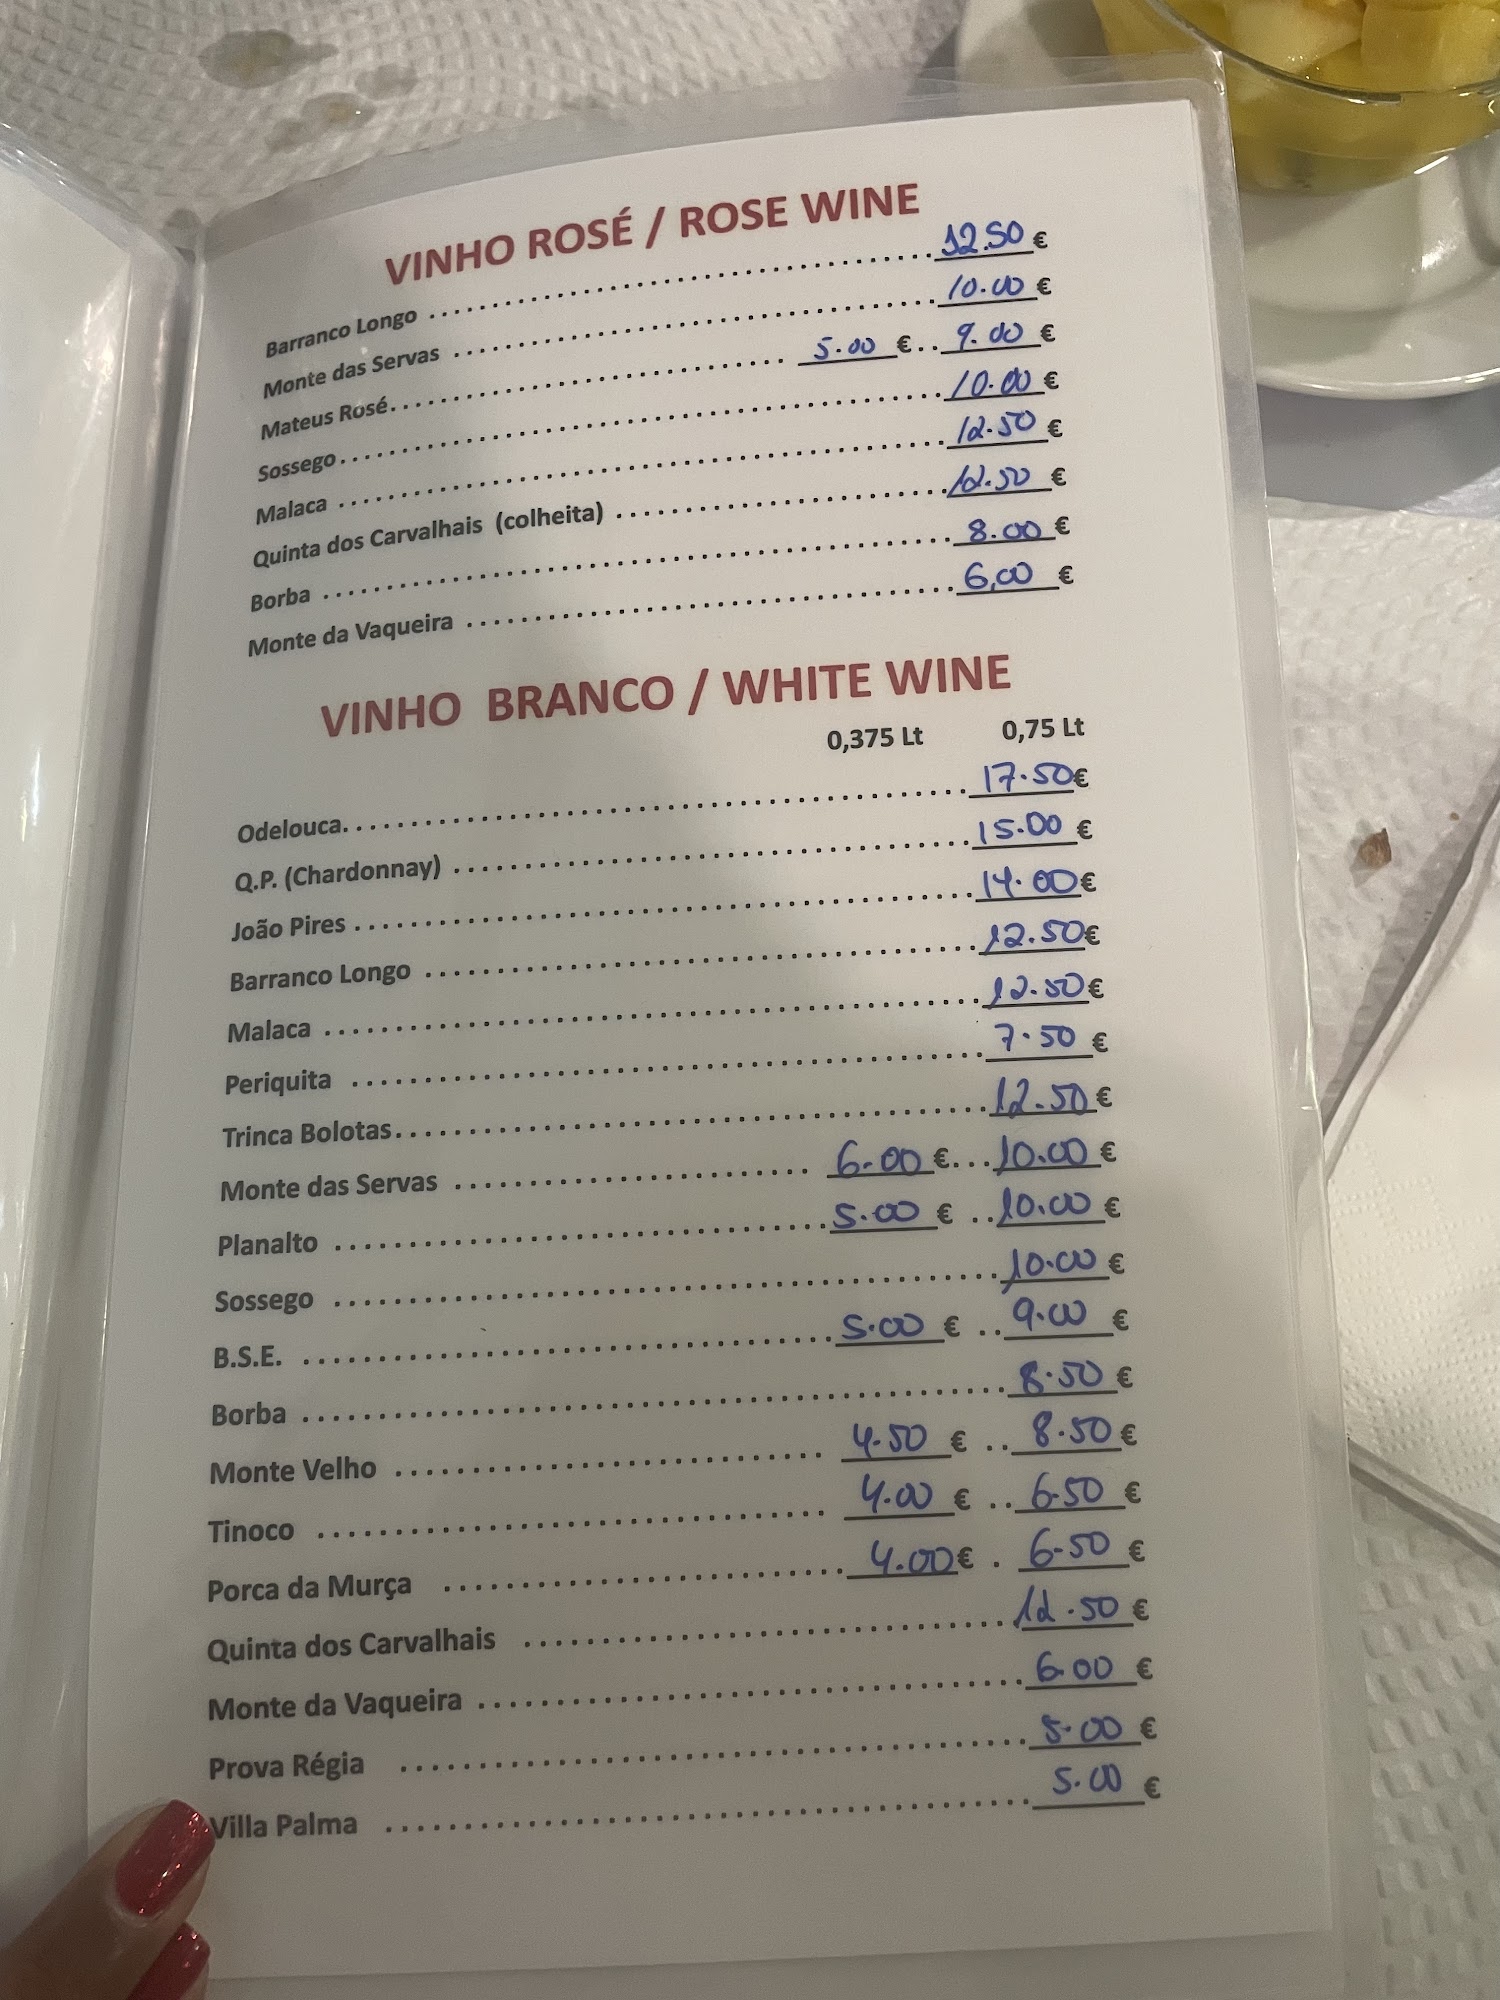 VINHO ROSÉ / ROSE WINE
Barranco Longo ........ 12.50 €
Monte das Servas ........ 10.00 €
Mateus Rosé ........ 5.00 € .. 9.00 €
Sossego ........ 10.00 €
Malaca ........ 12.50 €
Quinta dos Carvalhais (colheita) ........ 12.50 €
Borba ........ 8.00 €
Monte da Vaqueira ........ 6,00 €
VINHO BRANCO / WHITE WINE
0,375 Lt 0,75 Lt
Odelouca ........ 17.50 €
Q.P. (Chardonnay) ........ 15.00 €
João Pires ........ 14.00 €
Barranco Longo ........ 12.50 €
Malaca ........ 12.50 €
Periquita ........ 7.50 €
Trinca Bolotas ........ 12.50 €
Monte das Servas ........ 6.00 € ... 10.00 €
Planalto ........ 5.00 € .. 10.00 €
Sossego ........ 10.00 €
B.S.E. ........ 5.00 € .. 9.00 €
Borba ........ 8.50 €
Monte Velho ........ 4.50 € .. 8.50 €
Tinoco ........ 4.00 € .. 6.50 €
Porca da Murça ........ 4.00 € . 6.50 €
Quinta dos Carvalhais ........ 12.50 €
Monte da Vaqueira ........ 6.00 €
Prova Régia ........ €
Villa Palma ........ 5.00 €